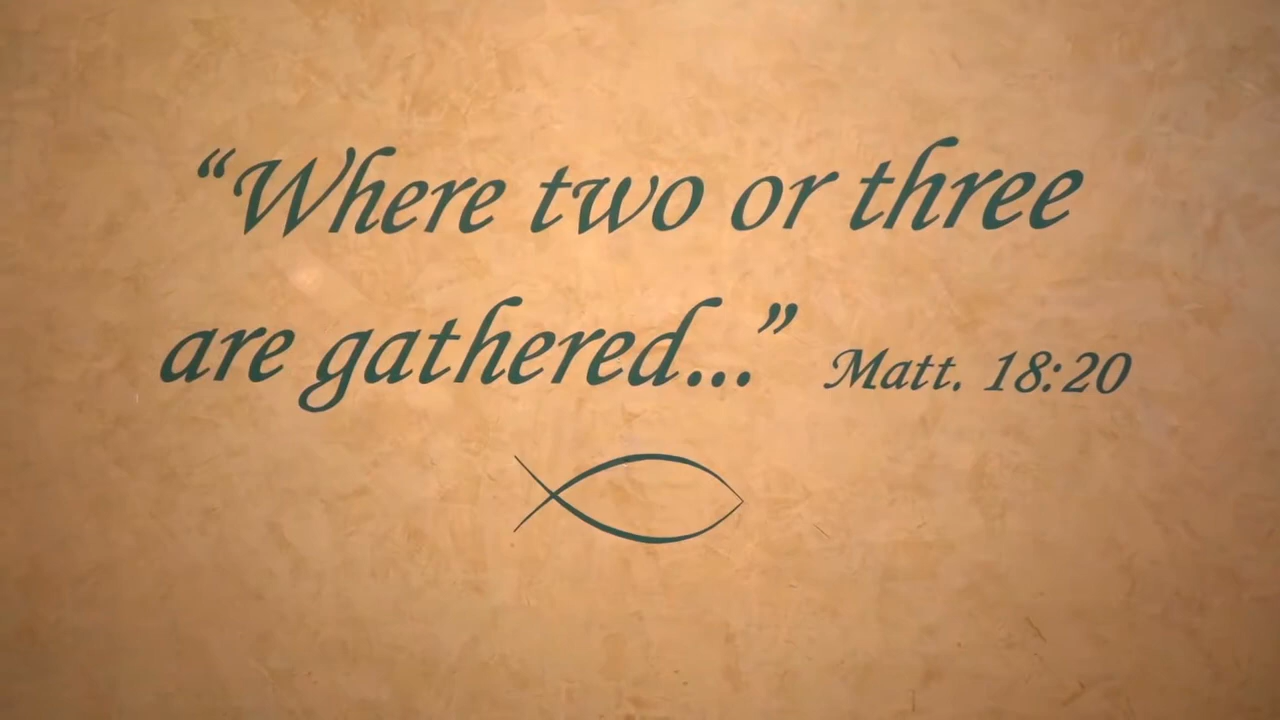 “Where two or three
are gathered...” Matt. 18:20